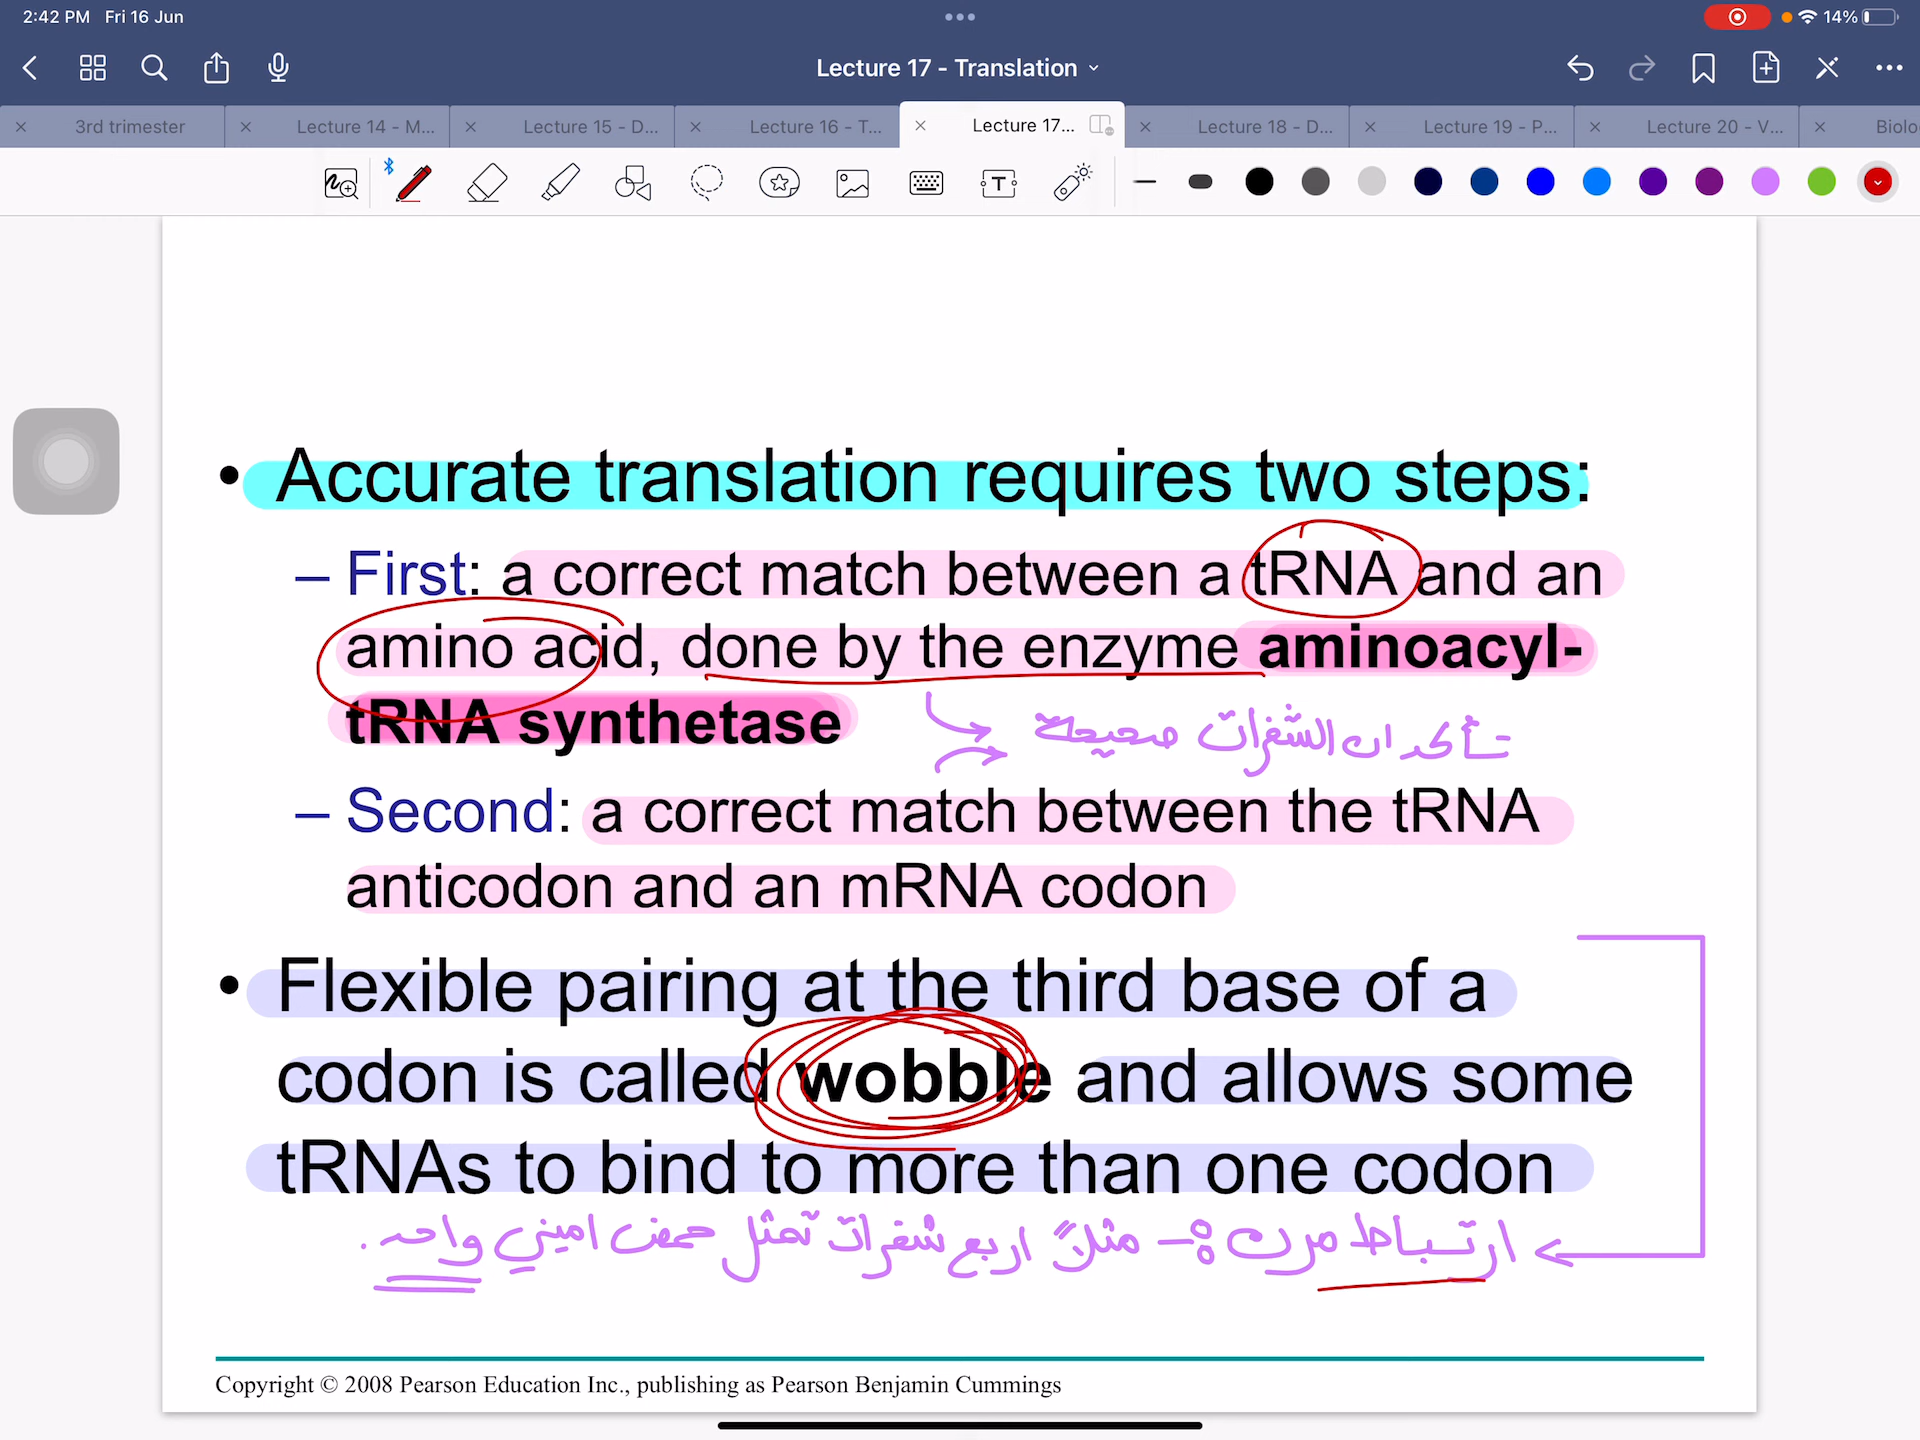 2:42 PM Fri 16 Jun
14%
Lecture 17 - Translation
3rd trimester
Lecture 14 - M...
Lecture 15 - D...
Lecture 16 - T...
Lecture 17...
Lecture 18 - D...
Lecture 19 - P...
Lecture 20 - V...
Biolo
T
• Accurate translation requires two steps:
– First: a correct match between a tRNA and an
amino acid, done by the enzyme aminoacyl-
tRNA synthetase
تأكد ان الشفرات صحيحة
– Second: a correct match between the tRNA
anticodon and an mRNA codon
• Flexible pairing at the third base of a
codon is called wobble and allows some
tRNAs to bind to more than one codon
ارتباط مرن :- مثلاً اربع شفرات تمثل حمض اميني واحد.
Copyright © 2008 Pearson Education Inc., publishing as Pearson Benjamin Cummings